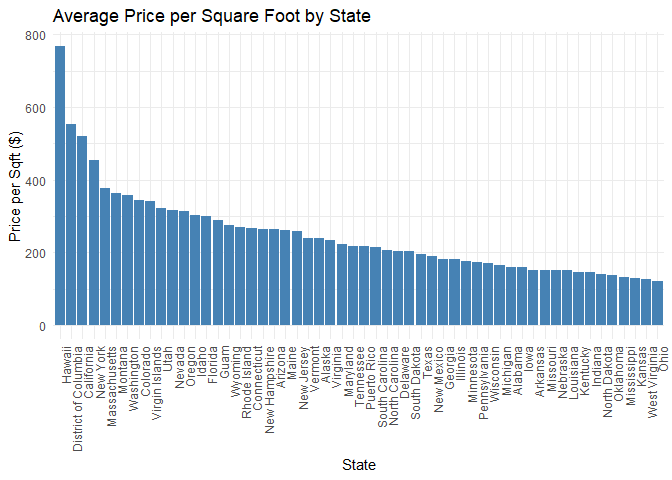 Average Price per Square Foot by State
800
600
400
200
0
Price per Sqft ($)
Hawaii
District of Columbia
California
New York
Massachusetts
Montana
Washington
Colorado
Virgin Islands
Utah
Nevada
Oregon
Idaho
Florida
Guam
Wyoming
Rhode Island
Connecticut
New Hampshire
Arizona
Maine
New Jersey
Vermont
Alaska
Virginia
Maryland
Tennessee
Puerto Rico
South Carolina
North Carolina
Delaware
South Dakota
Texas
New Mexico
Georgia
Illinois
Minnesota
Pennsylvania
Wisconsin
Michigan
Alabama
Iowa
Arkansas
Missouri
Nebraska
Louisiana
Kentucky
Indiana
North Dakota
Oklahoma
Mississippi
Kansas
West Virginia
Ohio
State